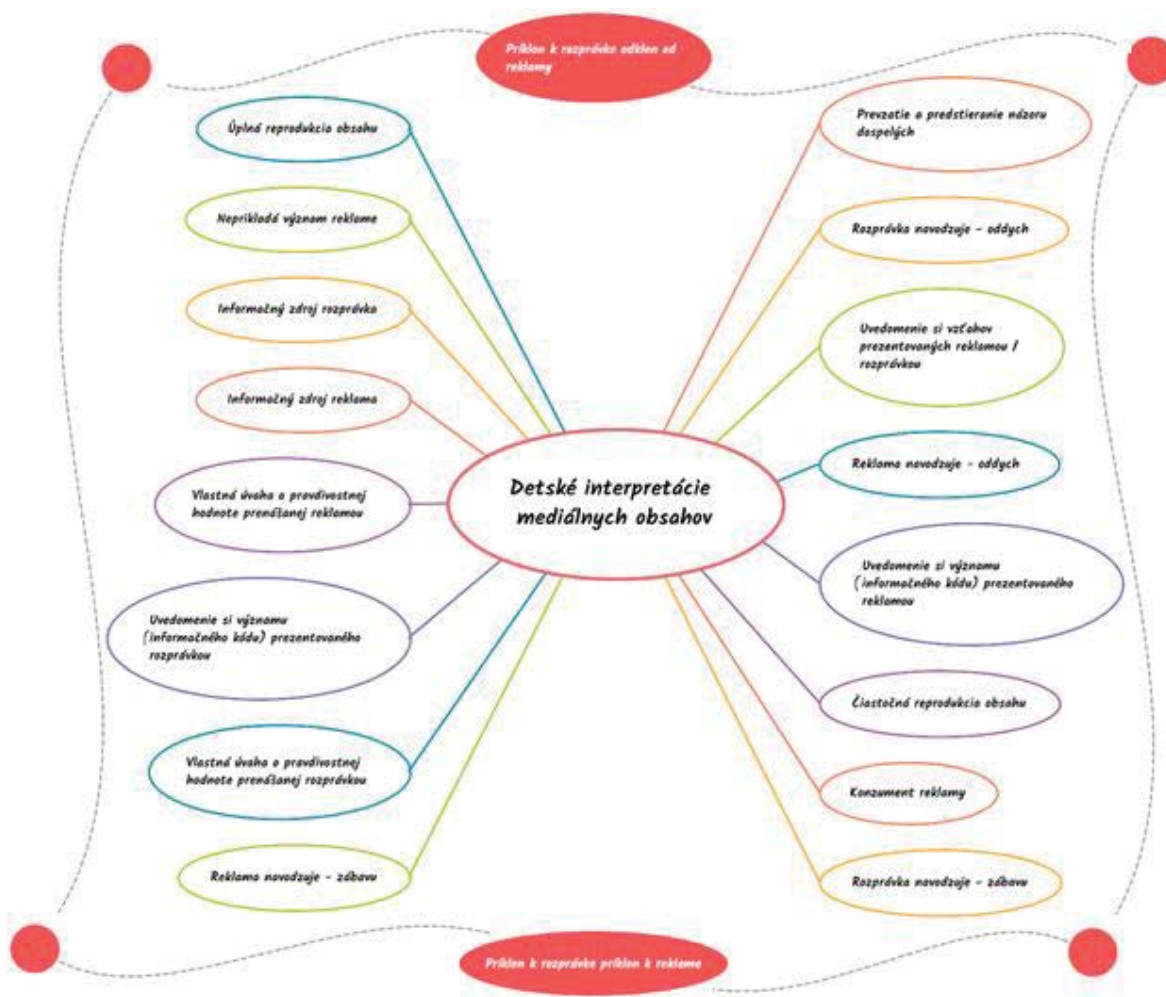 Príklon k rozprávke odklon od
reklamy
Úplná reprodukcia obsahu
Neprikladá význam reklame
Informačný zdroj rozprávka
Informačný zdroj reklama
Vlastná úvaha o pravdivostnej
hodnote prenášanej reklamou
Uvedomenie si významu
(informačného kódu) prezentovaného
rozprávkou
Vlastná úvaha o pravdivostnej
hodnote prenášanej rozprávkou
Reklama navodzuje - zábavu
Detské interpretácie
mediálnych obsahov
Prevzatie a predstieranie názoru
dospelých
Rozprávka navodzuje - oddych
Uvedomenie si vzťahov
prezentovaných reklamou /
rozprávkou
Reklama navodzuje - oddych
Uvedomenie si významu
(informačného kódu) prezentovaného
reklamou
Čiastočná reprodukcia obsahu
Konzument reklamy
Rozprávka navodzuje - zábavu
Príklon k rozprávke príklon k reklame